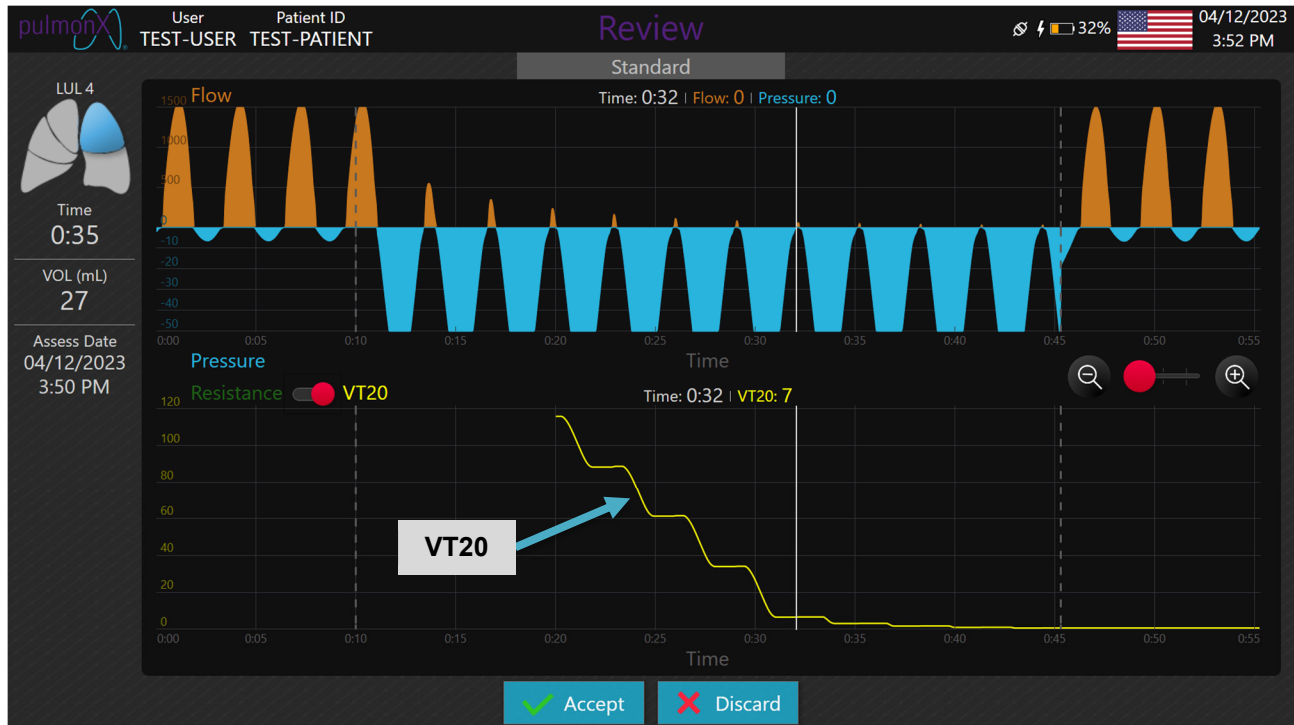 pulmonX
User
TEST-USER
Patient ID
TEST-PATIENT
Review
32%
04/12/2023
3:52 PM
Standard
LUL 4
Time
0:35
VOL (mL)
27
Assess Date
04/12/2023
3:50 PM
Flow
Time: 0:32 | Flow: 0 | Pressure: 0
1500
1000
500
0
-10
-20
-30
-40
-50
0:00 0:05 0:10 0:15 0:20 0:25 0:30 0:35 0:40 0:45 0:50 0:55
Pressure
Time
Resistance VT20
Time: 0:32 | VT20: 7
120
100
80
60
40
20
0
VT20
0:00 0:05 0:10 0:15 0:20 0:25 0:30 0:35 0:40 0:45 0:50 0:55
Time
Accept
Discard